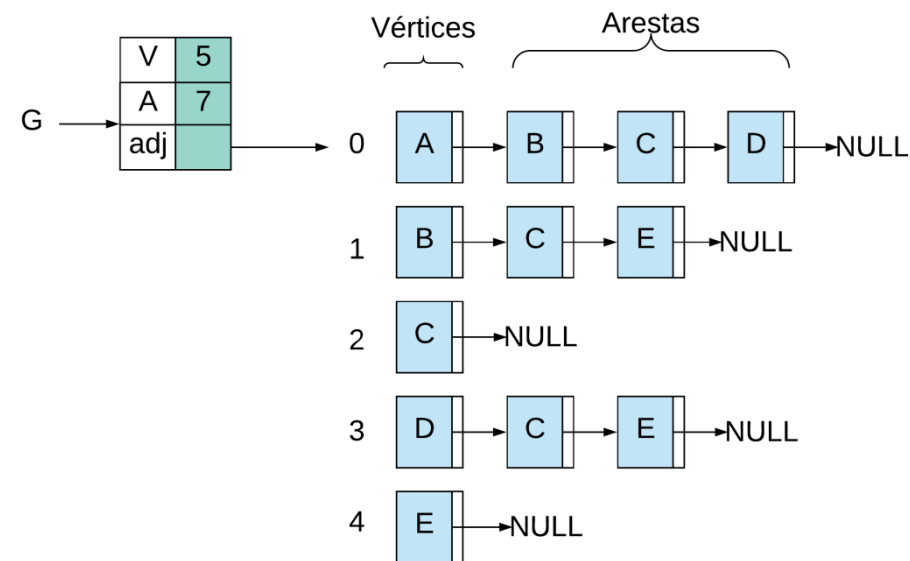 Vértices
Arestas
V 5
A 7
adj
G
0 A B C D NULL
1 B C E NULL
2 C NULL
3 D C E NULL
4 E NULL